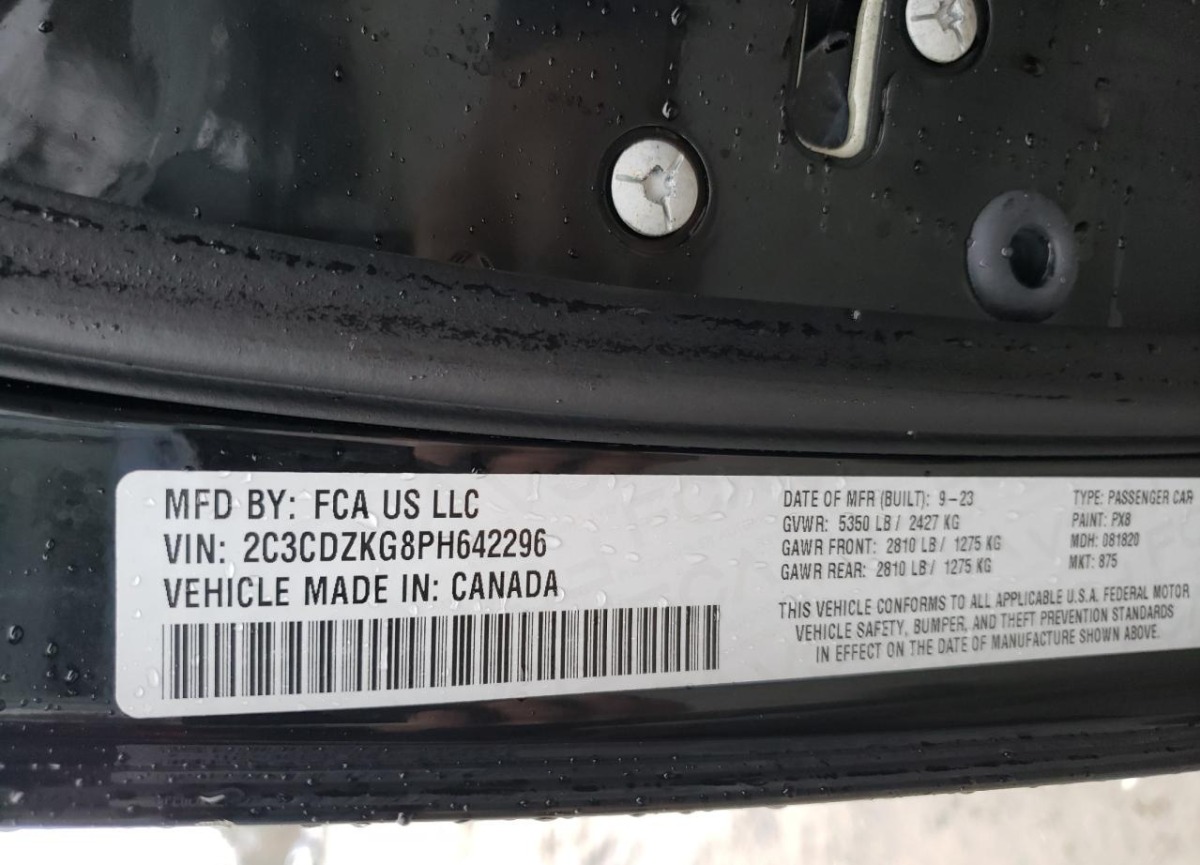 MFD BY: FCA US LLC
VIN: 2C3CDZKG8PH642296
VEHICLE MADE IN: CANADA
DATE OF MFR (BUILT): 9-23
GVWR: 5350 LB / 2427 KG
GAWR FRONT: 2810 LB / 1275 KG
GAWR REAR: 2810 LB / 1275 KG
TYPE: PASSENGER CAR
PAINT: PX8
MDH: 081820
MKT: 875
THIS VEHICLE CONFORMS TO ALL APPLICABLE U.S.A. FEDERAL MOTOR
VEHICLE SAFETY, BUMPER, AND THEFT PREVENTION STANDARDS
IN EFFECT ON THE DATE OF MANUFACTURE SHOWN ABOVE.